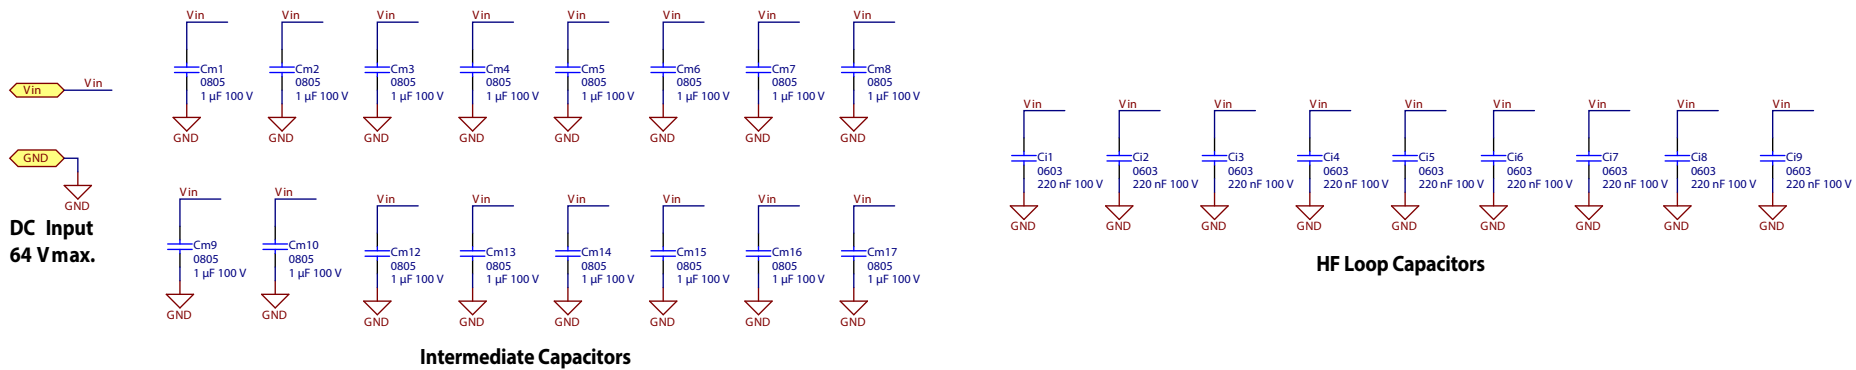 Vin
Vin
GND
GND
DC Input
64 Vmax.
Vin
Cm1
0805
1 µF 100 V
GND
Vin
Cm2
0805
1 µF 100 V
GND
Vin
Cm3
0805
1 µF 100 V
GND
Vin
Cm4
0805
1 µF 100 V
GND
Vin
Cm5
0805
1 µF 100 V
GND
Vin
Cm6
0805
1 µF 100 V
GND
Vin
Cm7
0805
1 µF 100 V
GND
Vin
Cm8
0805
1 µF 100 V
GND
Vin
Cm9
0805
1 µF 100 V
GND
Vin
Cm10
0805
1 µF 100 V
GND
Vin
Cm12
0805
1 µF 100 V
GND
Vin
Cm13
0805
1 µF 100 V
GND
Vin
Cm14
0805
1 µF 100 V
GND
Vin
Cm15
0805
1 µF 100 V
GND
Vin
Cm16
0805
1 µF 100 V
GND
Vin
Cm17
0805
1 µF 100 V
GND
Intermediate Capacitors
Vin
Ci1
0603
220 nF 100 V
GND
Vin
Ci2
0603
220 nF 100 V
GND
Vin
Ci3
0603
220 nF 100 V
GND
Vin
Ci4
0603
220 nF 100 V
GND
Vin
Ci5
0603
220 nF 100 V
GND
Vin
Ci6
0603
220 nF 100 V
GND
Vin
Ci7
0603
220 nF 100 V
GND
Vin
Ci8
0603
220 nF 100 V
GND
Vin
Ci9
0603
220 nF 100 V
GND
HF Loop Capacitors